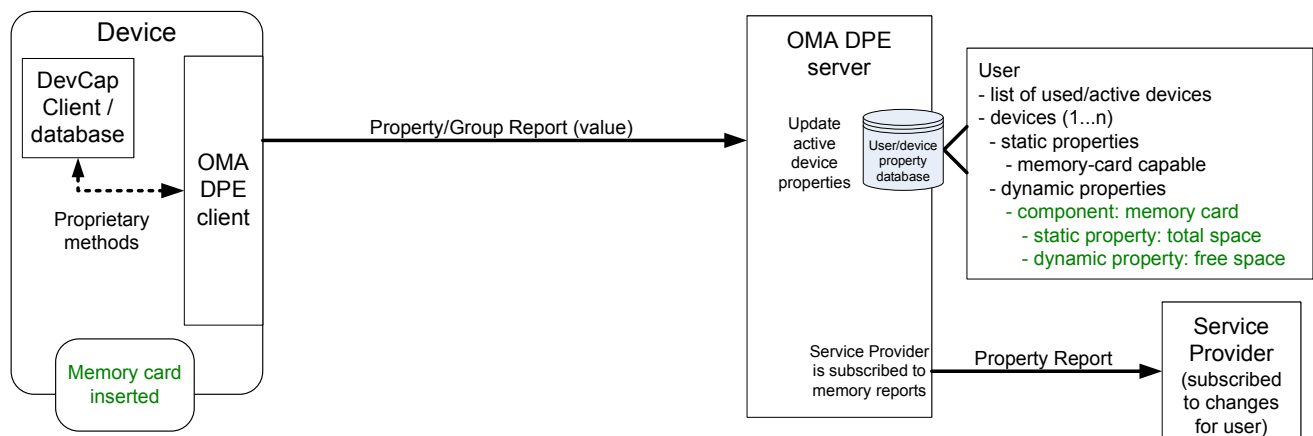 Device
DevCap
Client /
database
OMA
DPE
client
Proprietary
methods
Memory card
inserted
Property/Group Report (value)
OMA DPE
server
Update
active
device
properties
User/device
property
database
User
- list of used/active devices
- devices (1...n)
- static properties
- memory-card capable
- dynamic properties
- component: memory card
- static property: total space
- dynamic property: free space
Service Provider
is subscribed to
memory reports
Property Report
Service
Provider
(subscribed
to changes
for user)